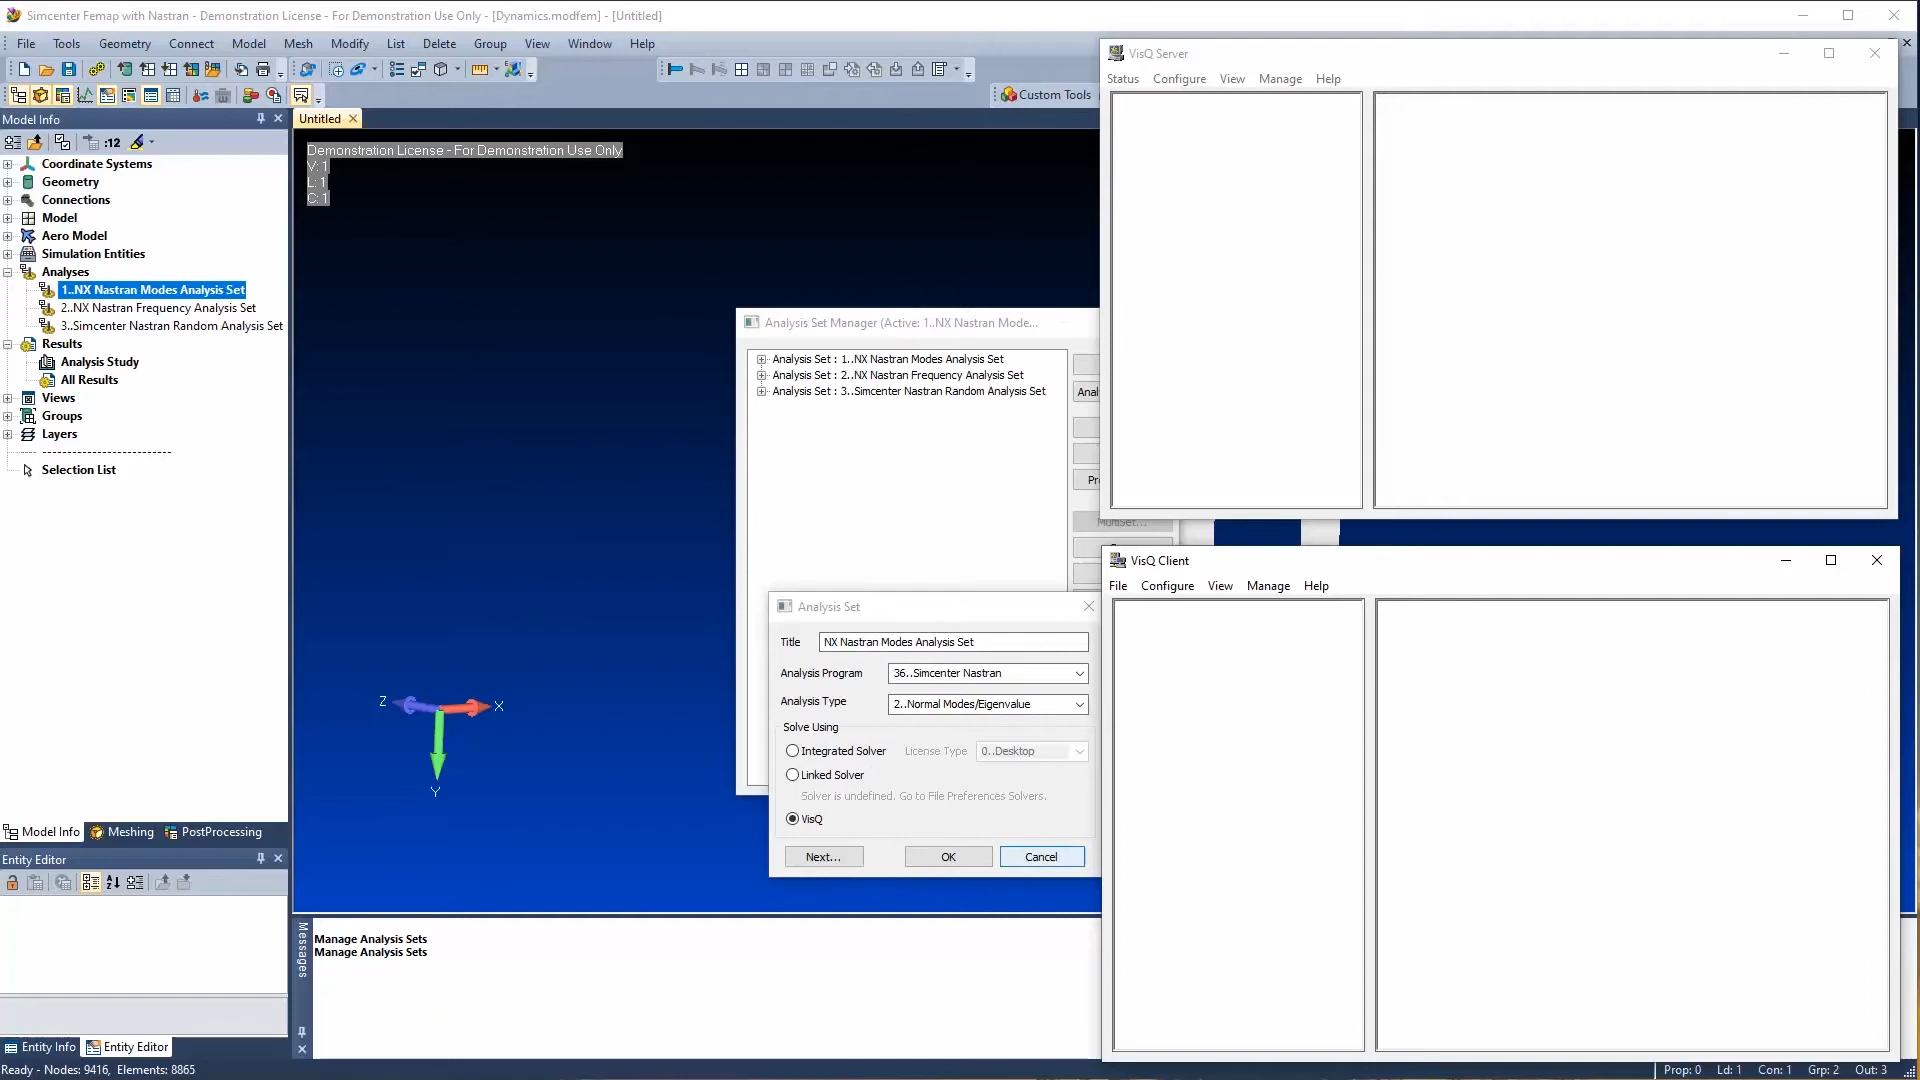 Simcenter Femap with Nastran - Demonstration License - For Demonstration Use Only - [Dynamics.modfem] - [Untitled]
File Tools Geometry Connect Model Mesh Modify List Delete Group View Window Help
Custom Tools
Model Info
:12
Coordinate Systems
Geometry
Connections
Model
Aero Model
Simulation Entities
Analyses
1..NX Nastran Modes Analysis Set
2..NX Nastran Frequency Analysis Set
3..Simcenter Nastran Random Analysis Set
Results
Analysis Study
All Results
Views
Groups
Layers
Selection List
Model Info Meshing PostProcessing
Entity Editor
Entity Info Entity Editor
Untitled
Demonstration License - For Demonstration Use Only
V: 1
L: 1
C: 1
Z X
Y
Analysis Set Manager (Active: 1..NX Nastran Mode...
Analysis Set : 1..NX Nastran Modes Analysis Set
Analysis Set : 2..NX Nastran Frequency Analysis Set
Analysis Set : 3..Simcenter Nastran Random Analysis Set
Anal
Pr
MultiSet...
Analysis Set
Title NX Nastran Modes Analysis Set
Analysis Program 36..Simcenter Nastran
Analysis Type 2..Normal Modes/Eigenvalue
Solve Using
Integrated Solver License Type 0..Desktop
Linked Solver
Solver is undefined. Go to File Preferences Solvers.
VisQ
Next... OK Cancel
VisQ Server
Status Configure View Manage Help
VisQ Client
File Configure View Manage Help
Messages
Manage Analysis Sets
Manage Analysis Sets
Ready - Nodes: 9416, Elements: 8865
Prop: 0 Ld: 1 Con: 1 Grp: 2 Out: 3